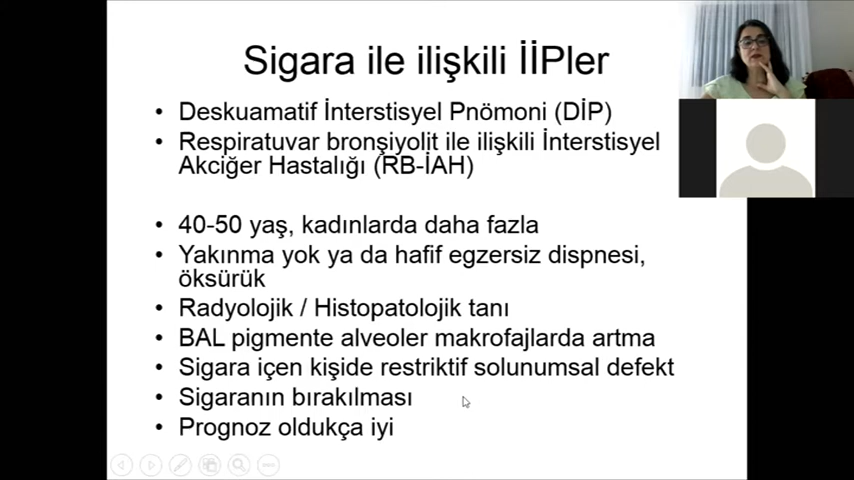 Sigara ile ilişkili İİPler
• Deskuamatif İnterstisyel Pnömoni (DİP)
• Respiratuvar bronşiyolit ile ilişkili İnterstisyel
Akciğer Hastalığı (RB-İAH)
• 40-50 yaş, kadınlarda daha fazla
• Yakınma yok ya da hafif egzersiz dispnesi,
öksürük
• Radyolojik / Histopatolojik tanı
• BAL pigmente alveoler makrofajlarda artma
• Sigara içen kişide restriktif solunumsal defekt
• Sigaranın bırakılması
• Prognoz oldukça iyi